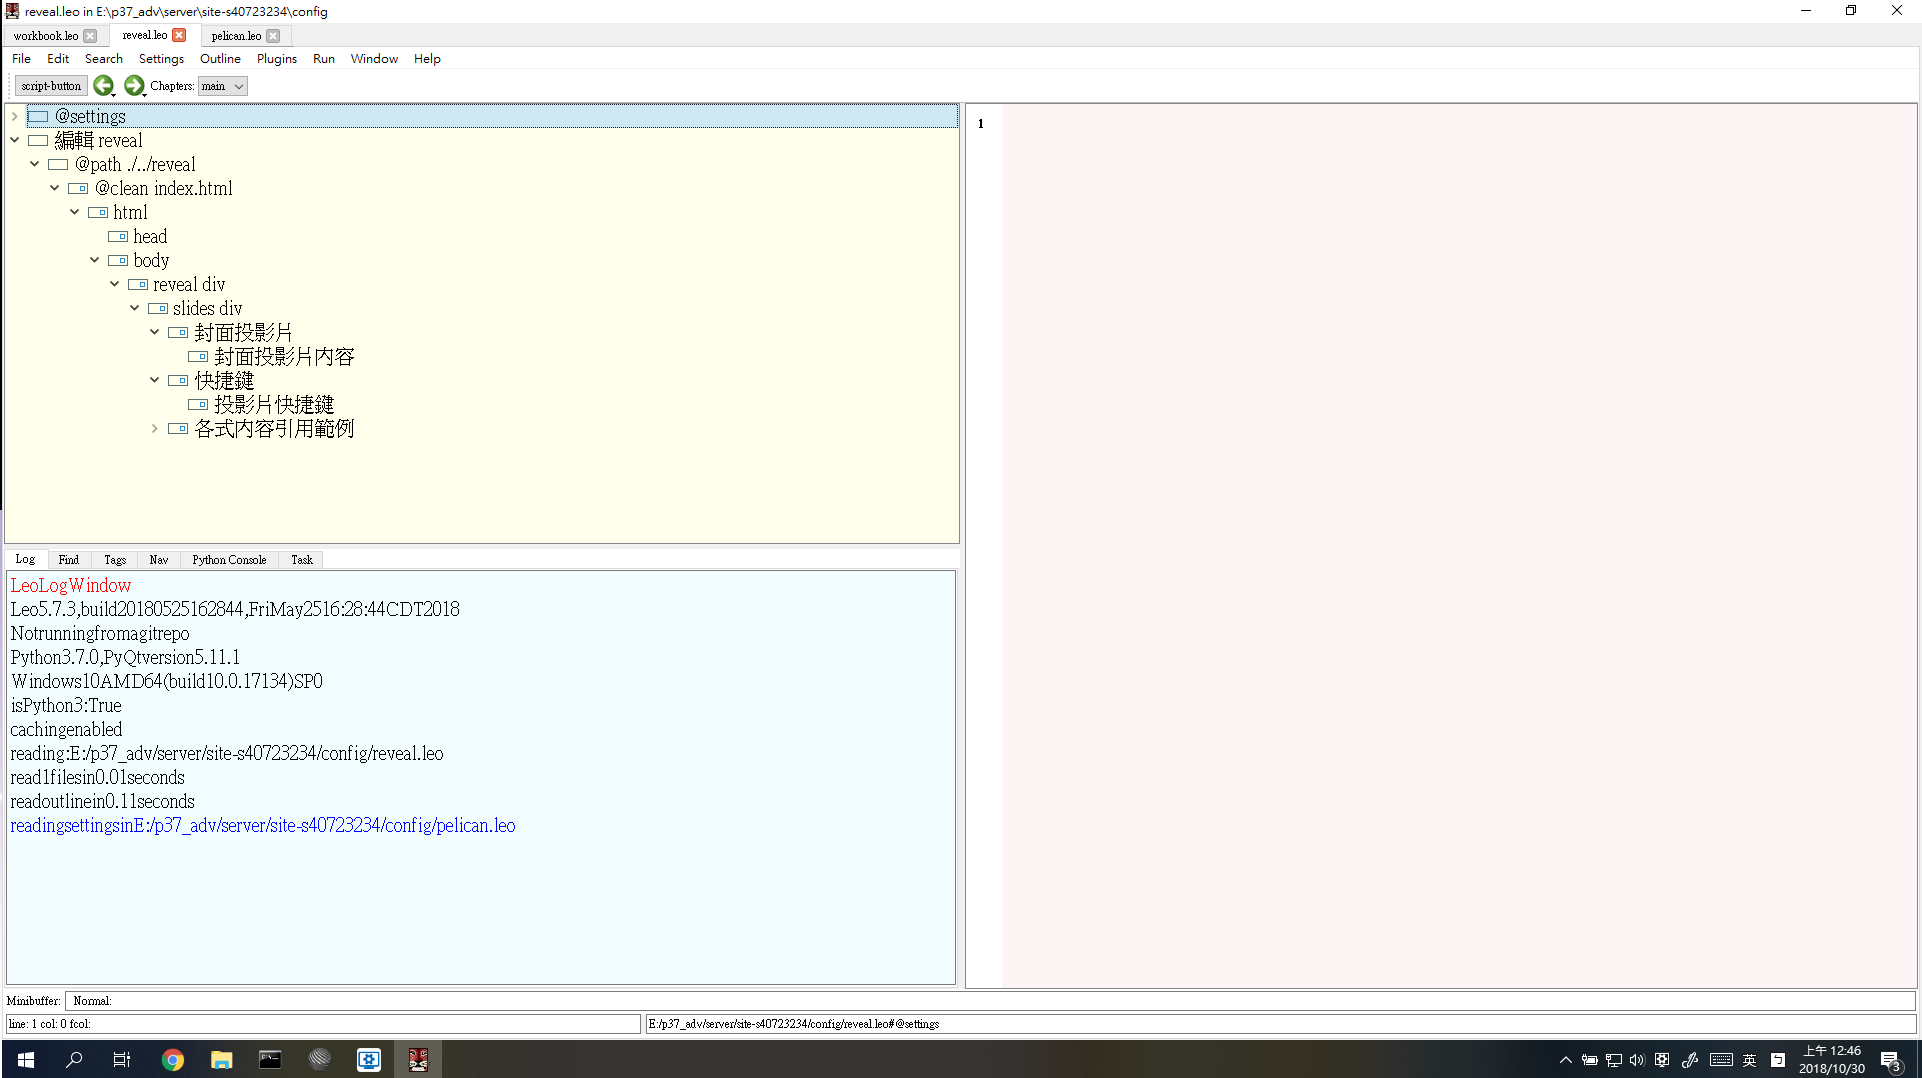 reveal.leo in E:\p37_adv\server\site-s40723234\config
workbook.leo reveal.leo pelican.leo
File Edit Search Settings Outline Plugins Run Window Help
script-button Chapters: main
@settings
編輯 reveal
@path ./../reveal
@clean index.html
html
head
body
reveal div
slides div
封面投影片
封面投影片內容
快捷鍵
投影片快捷鍵
各式內容引用範例
1
Log Find Tags Nav Python Console Task
LeoLogWindow
Leo5.7.3,build20180525162844,FriMay2516:28:44CDT2018
Notrunningfromagitrepo
Python3.7.0,PyQtversion5.11.1
Windows10AMD64(build10.0.17134)SP0
isPython3:True
cachingenabled
reading:E:/p37_adv/server/site-s40723234/config/reveal.leo
read1filesin0.01seconds
readoutlinein0.11seconds
readingsettingsinE:/p37_adv/server/site-s40723234/config/pelican.leo
Minibuffer: Normal:
line: 1 col: 0 fcol:
E:/p37_adv/server/site-s40723234/config/reveal.leo#@settings
英
上午 12:46
2018/10/30
3